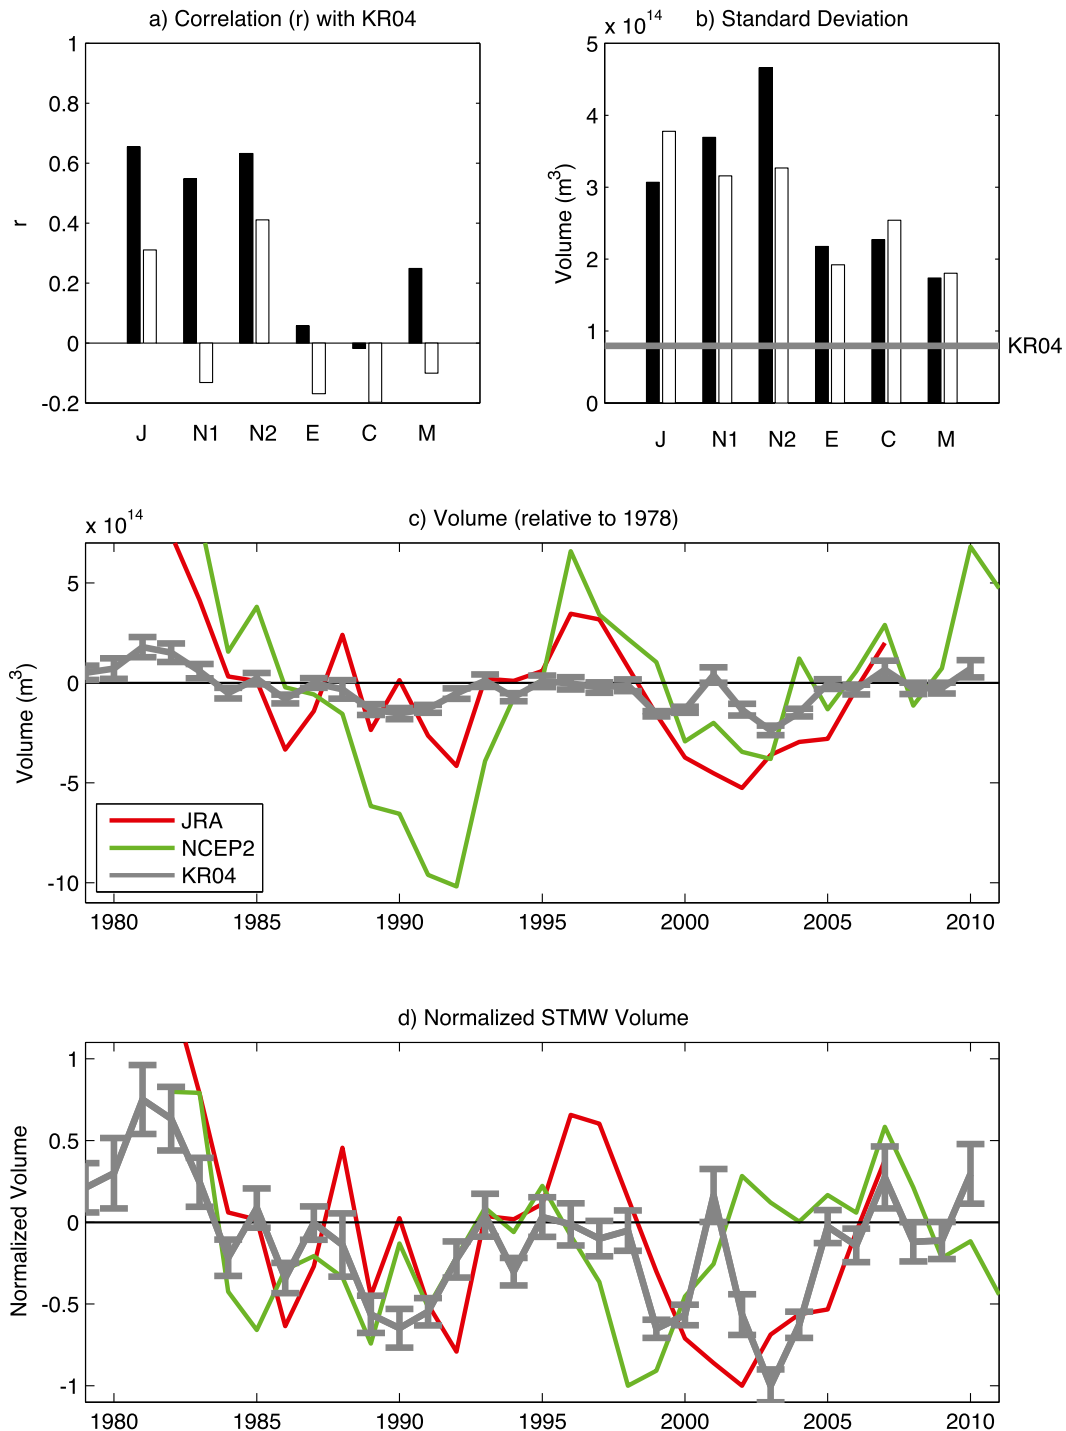 a) Correlation (r) with KR04
1
0.8
0.6
0.4
0.2
0
-0.2
r
J N1 N2 E C M
b) Standard Deviation
x 10^14
5
4
3
2
1
0
Volume (m^3)
KR04
J N1 N2 E C M
c) Volume (relative to 1978)
x 10^14
5
0
-5
-10
Volume (m^3)
JRA
NCEP2
KR04
1980 1985 1990 1995 2000 2005 2010
d) Normalized STMW Volume
1
0.5
0
-0.5
-1
Normalized Volume
1980 1985 1990 1995 2000 2005 2010